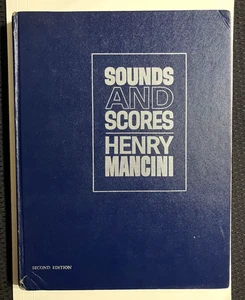 SOUNDS
AND
SCORES
HENRY
MANCINI
SECOND EDITION